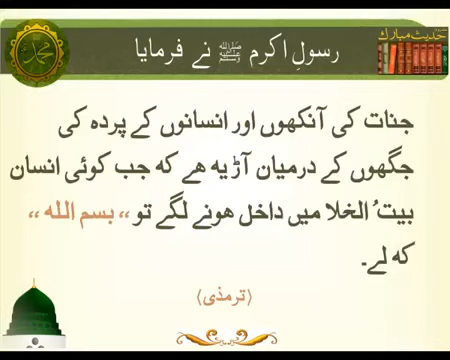 حدیث مبارک
رسولِ اکرم ﷺ نے فرمایا
جنات کی آنکھوں اور انسانوں کے پردہ کی
جگھوں کے درمیان آڑ یہ ھے کہ جب کوئی انسان
بیتُ الخلا میں داخل ھونے لگے تو ,, بسم اللہ ,,
کہ لے۔
(ترمذی)